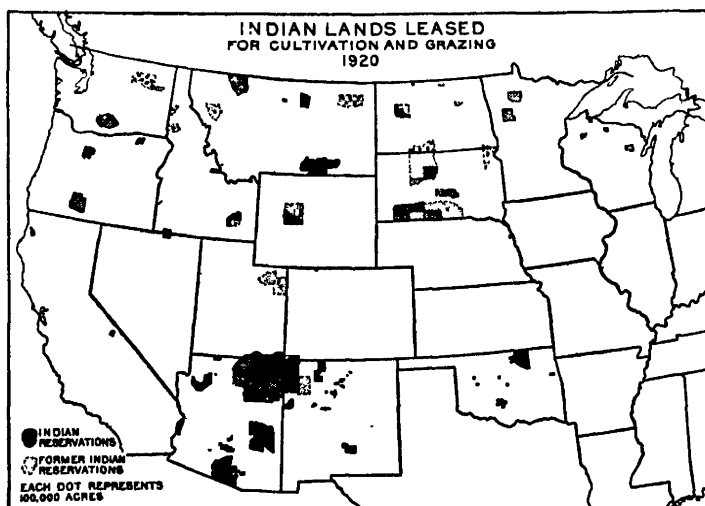 INDIAN LANDS LEASED
FOR CULTIVATION AND GRAZING
1920
INDIAN
RESERVATIONS
FORMER INDIAN
RESERVATIONS
EACH DOT REPRESENTS
100,000 ACRES